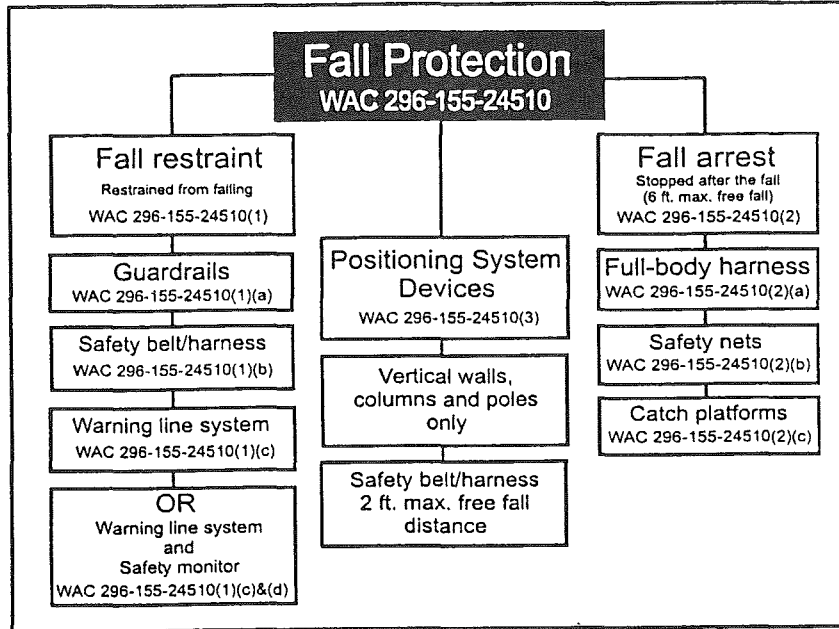 Fall Protection
WAC 296-155-24510
Fall restraint
Restrained from falling
WAC 296-155-24510(1)
Guardrails
WAC 296-155-24510(1)(a)
Safety belt/harness
WAC 296-155-24510(1)(b)
Warning line system
WAC 296-155-24510(1)(c)
OR
Warning line system
and
Safety monitor
WAC 296-155-24510(1)(c)&(d)
Positioning System
Devices
WAC 296-155-24510(3)
Vertical walls,
columns and poles
only
Safety belt/harness
2 ft. max. free fall
distance
Fall arrest
Stopped after the fall
(6 ft. max. free fall)
WAC 296-155-24510(2)
Full-body harness
WAC 296-155-24510(2)(a)
Safety nets
WAC 296-155-24510(2)(b)
Catch platforms
WAC 296-155-24510(2)(c)